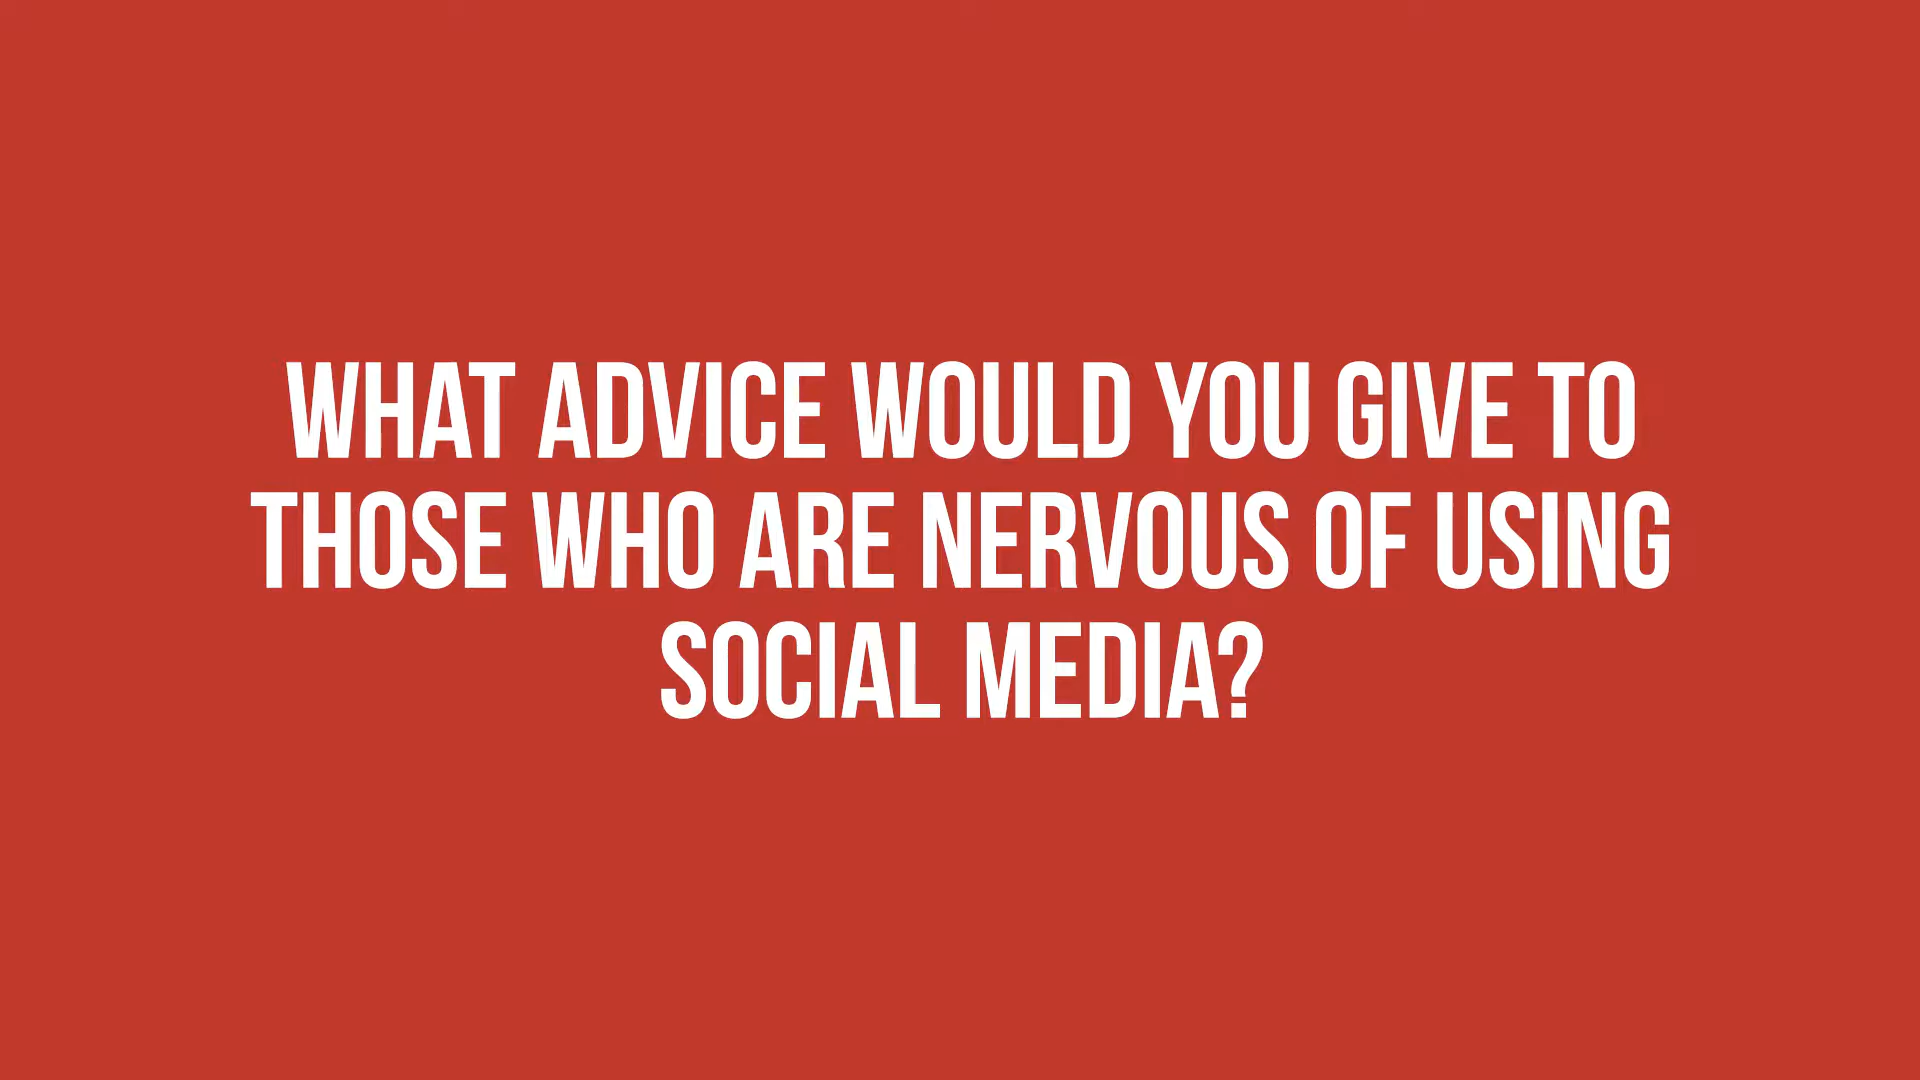 WHAT ADVICE WOULD YOU GIVE TO
THOSE WHO ARE NERVOUS OF USING
SOCIAL MEDIA?